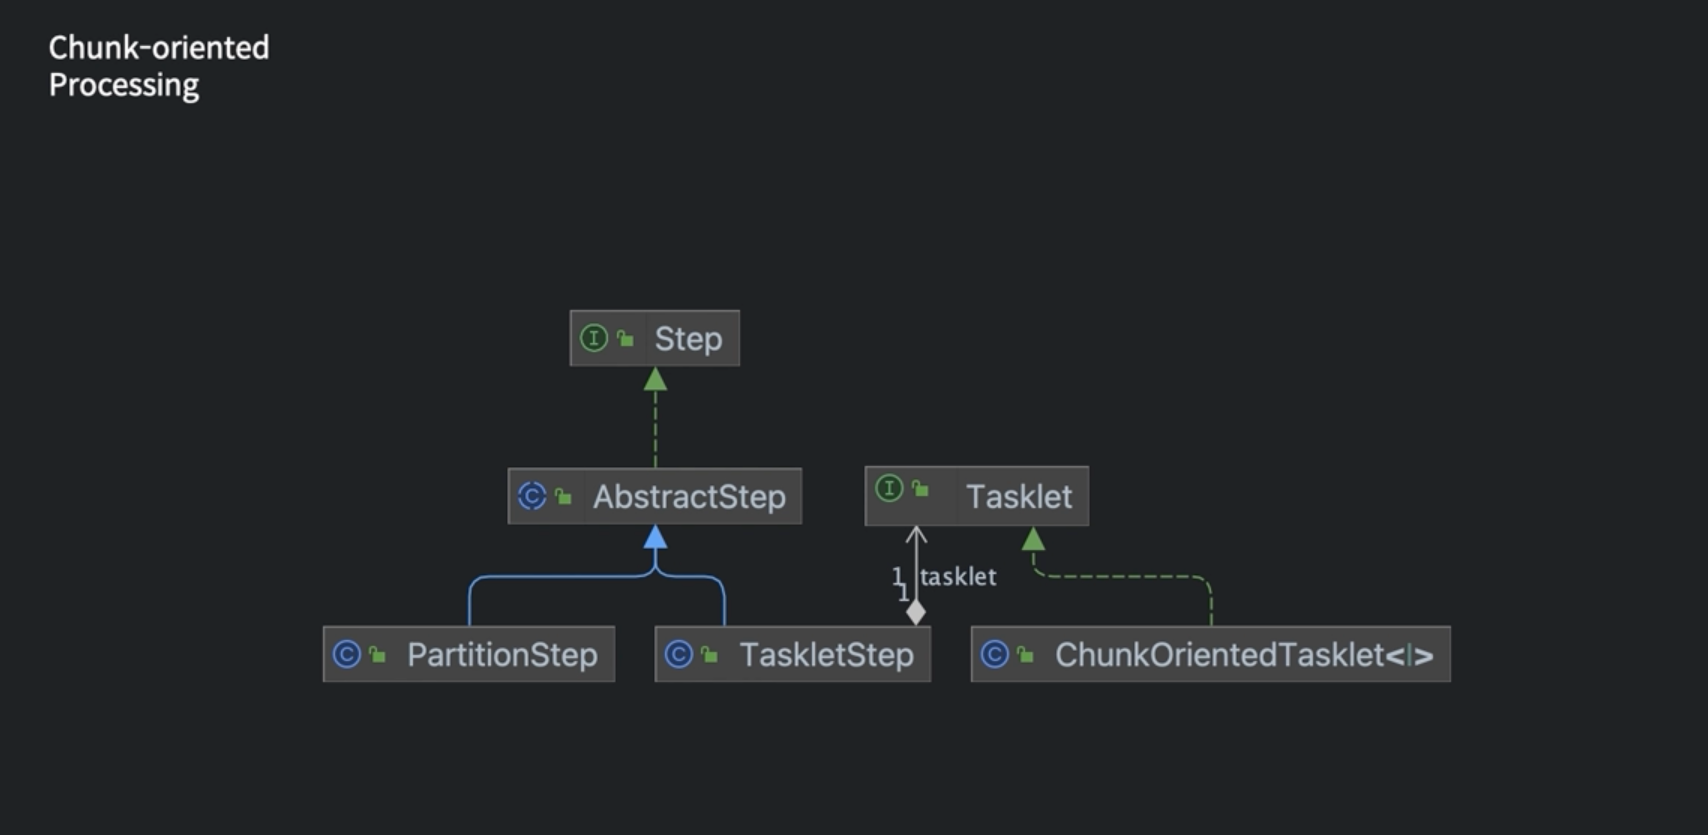 Chunk-oriented
Processing
I Step
C AbstractStep
I Tasklet
1 tasklet
1
C PartitionStep
C TaskletStep
C ChunkOrientedTasklet<I>